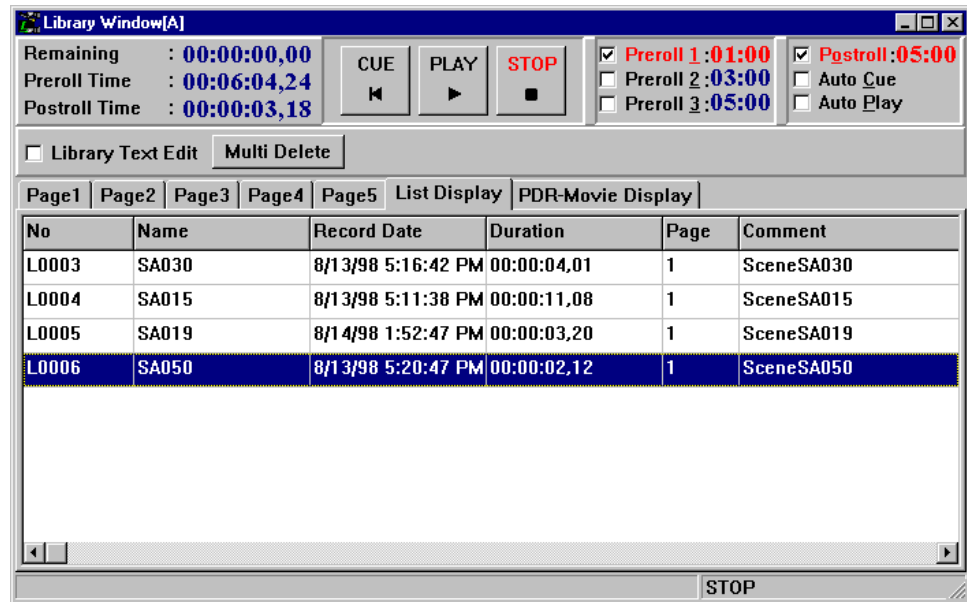 Library Window[A]
Remaining : 00:00:00,00
Preroll Time : 00:06:04,24
Postroll Time : 00:00:03,18
CUE PLAY STOP
Preroll 1:01:00
Preroll 2:03:00
Preroll 3:05:00
Postroll:05:00
Auto Cue
Auto Play
Library Text Edit Multi Delete
Page1 Page2 Page3 Page4 Page5 List Display PDR-Movie Display
No Name Record Date Duration Page Comment
L0003 SA030 8/13/98 5:16:42 PM 00:00:04,01 1 SceneSA030
L0004 SA015 8/13/98 5:11:38 PM 00:00:11,08 1 SceneSA015
L0005 SA019 8/14/98 1:52:47 PM 00:00:03,20 1 SceneSA019
L0006 SA050 8/13/98 5:20:47 PM 00:00:02,12 1 SceneSA050
STOP